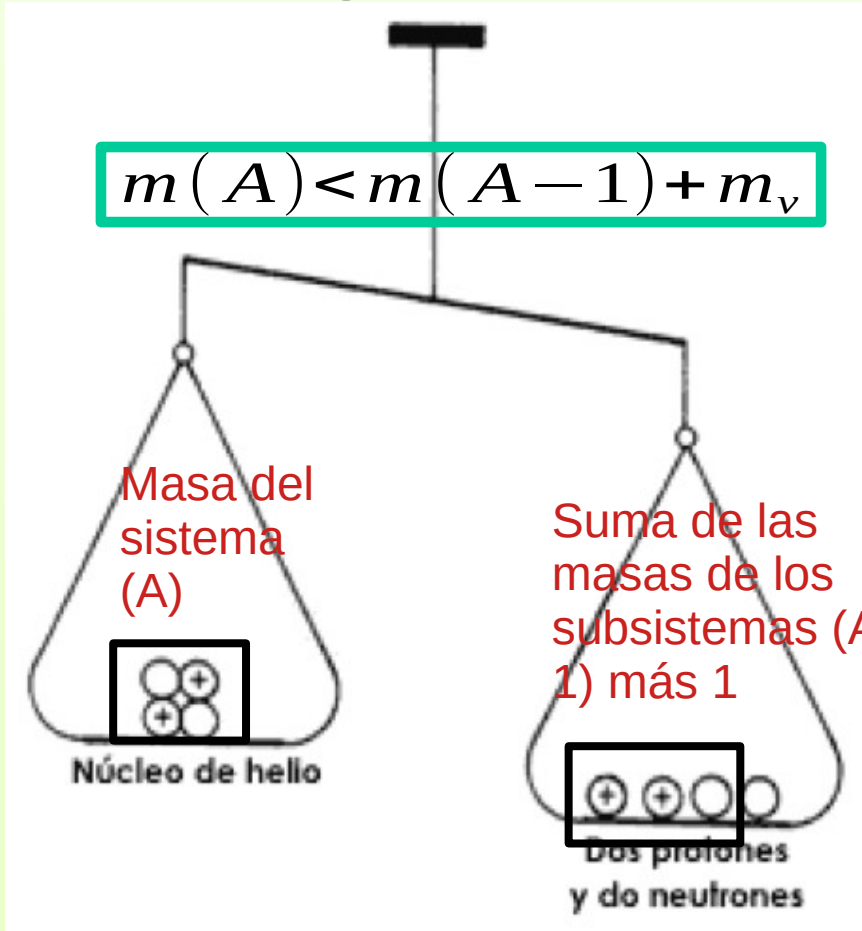 m(A)<m(A−1)+mᵥ
Masa del
sistema
(A)
Suma de las
masas de los
subsistemas (A
1) más 1
Núcleo de helio
Dos protones
y do neutrones